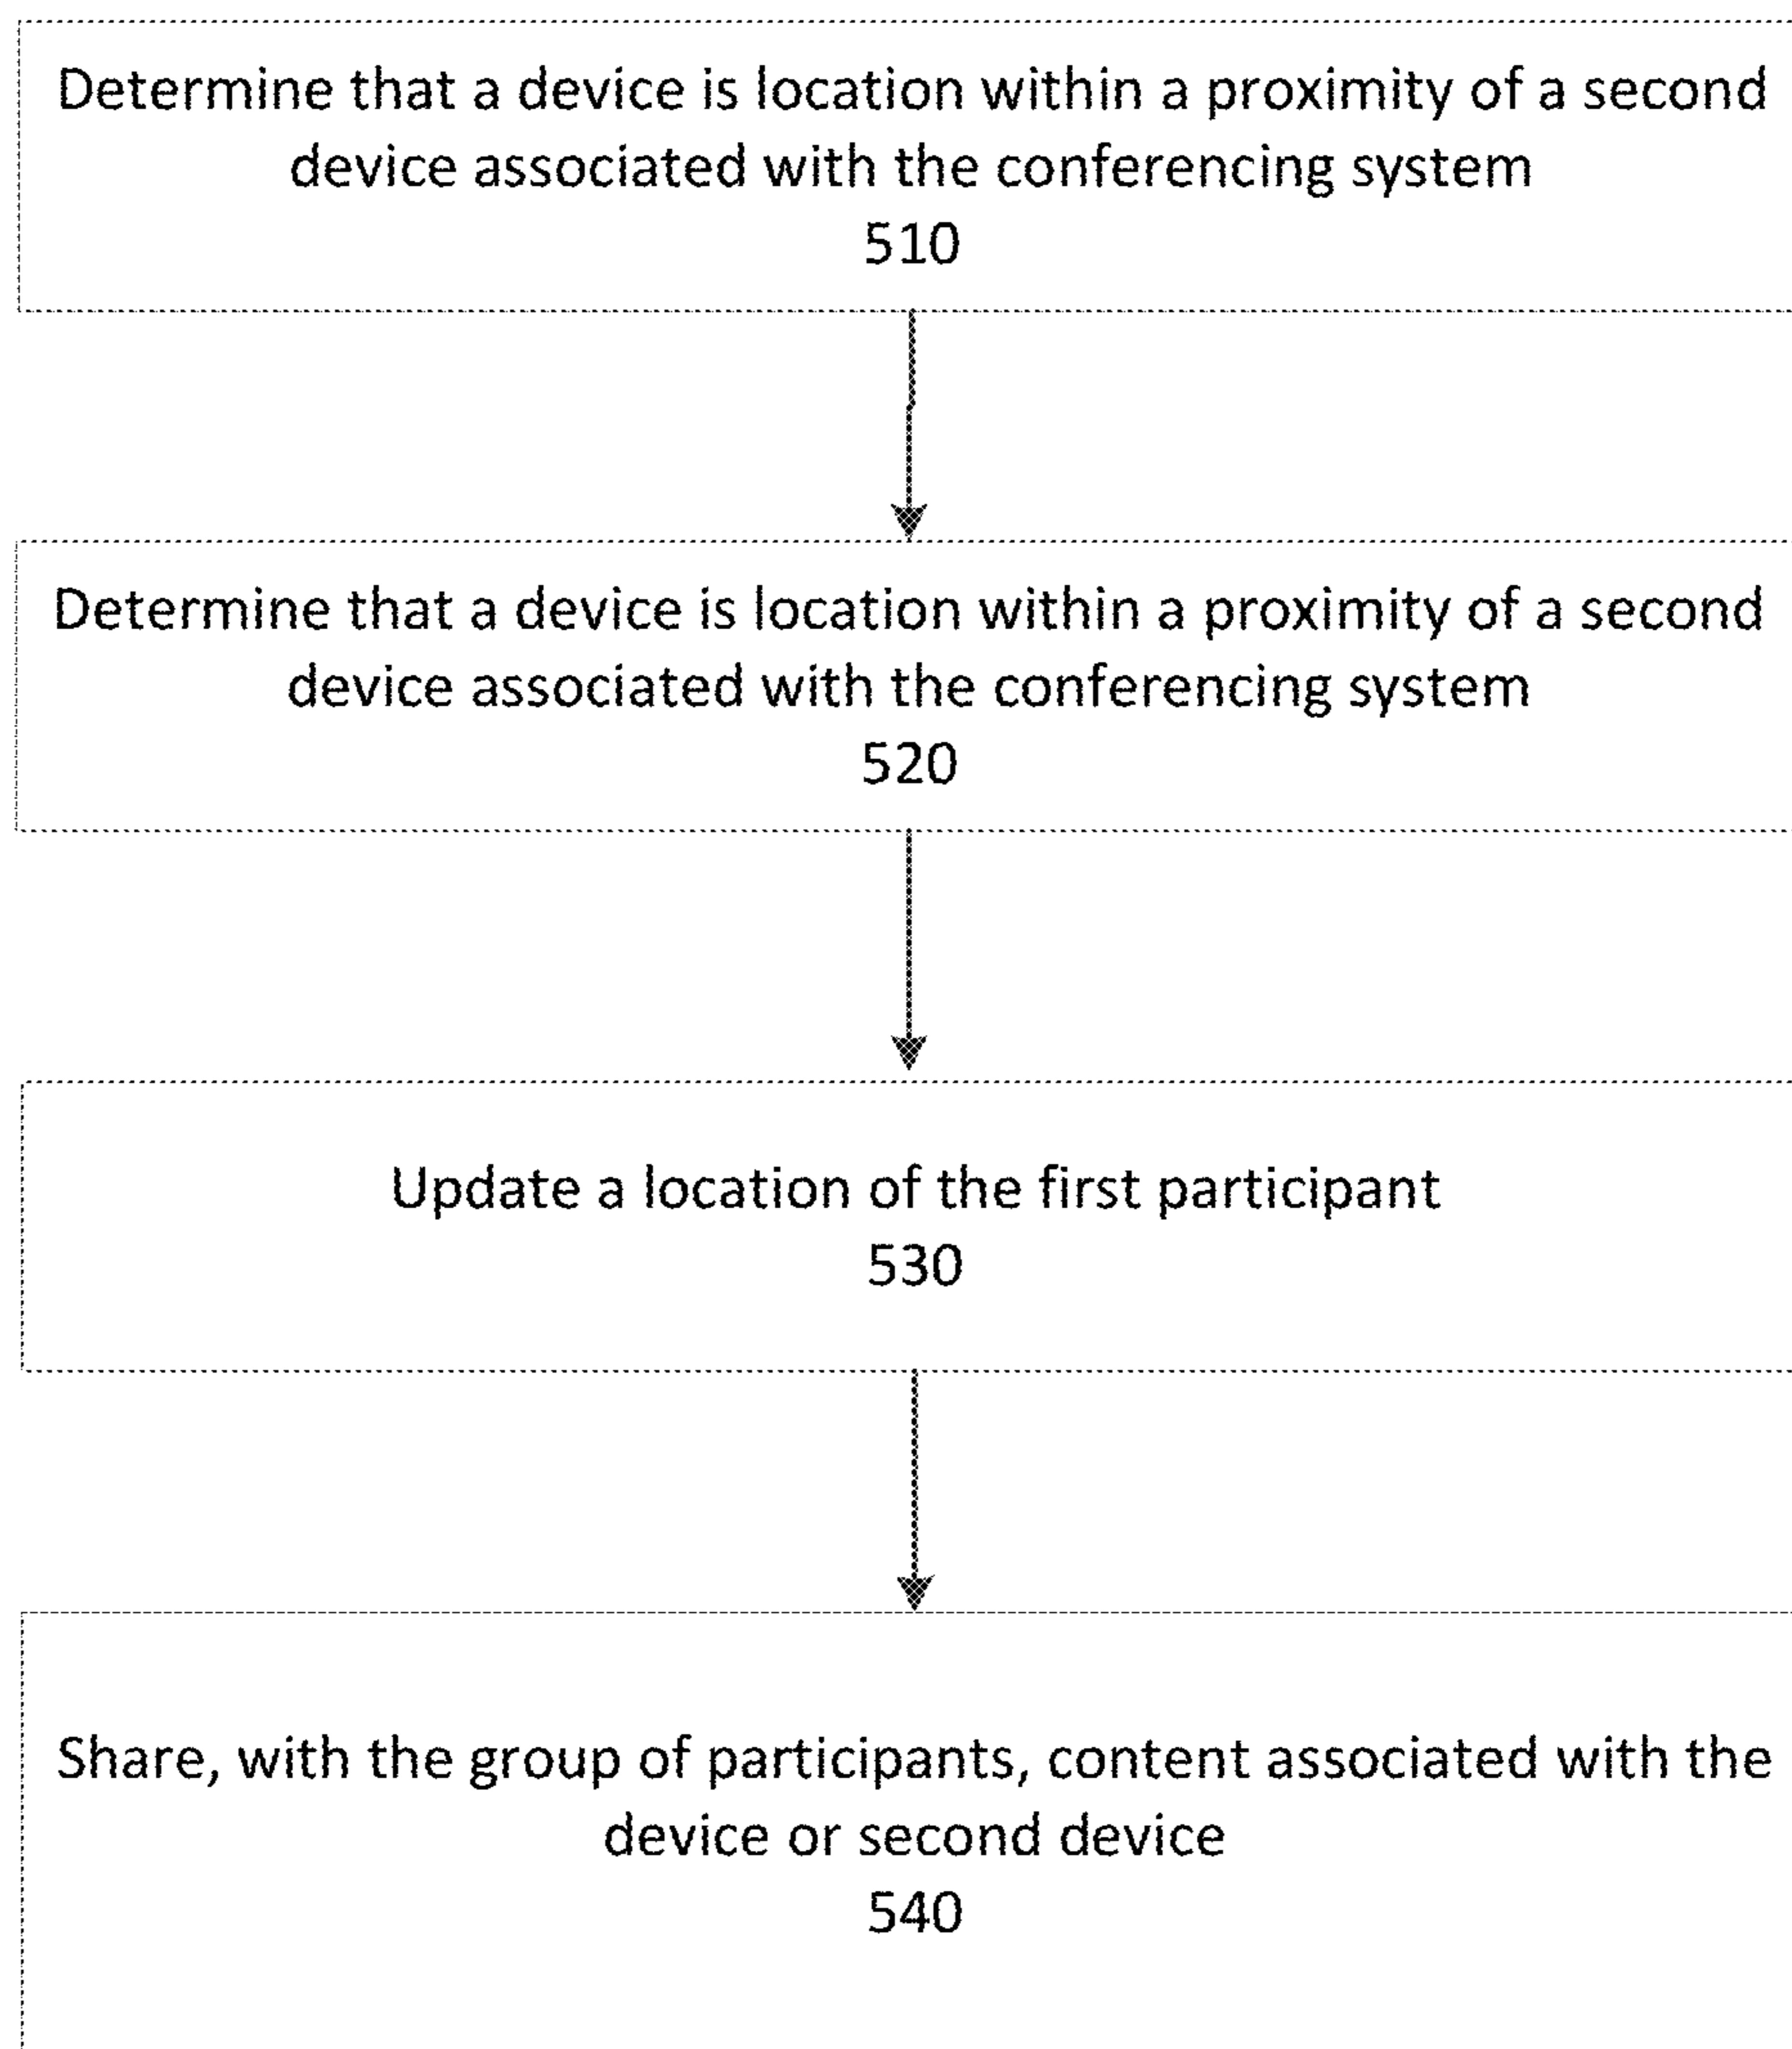 Determine that a device is location within a proximity of a second
device associated with the conferencing system
510
Determine that a device is location within a proximity of a second
device associated with the conferencing system
520
Update a location of the first participant
530
Share, with the group of participants, content associated with the
device or second device
540